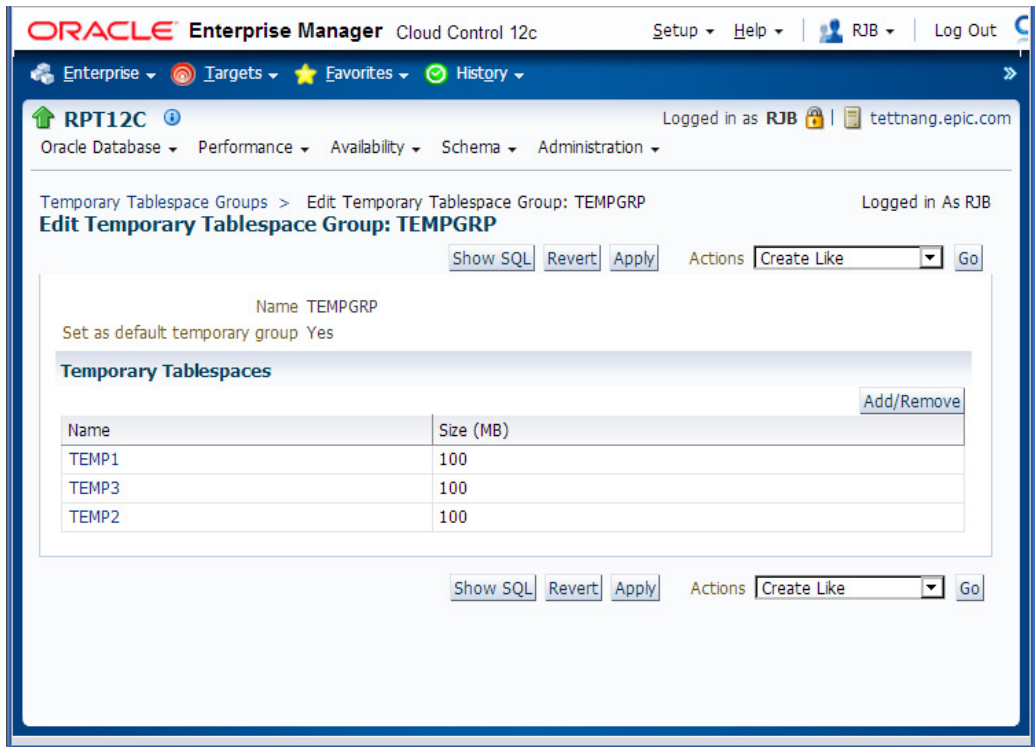 ORACLE Enterprise Manager Cloud Control 12c Setup Help RJB Log Out
Enterprise Targets Favorites History »
RPT12C Logged in as RJB tettnang.epic.com
Oracle Database Performance Availability Schema Administration
Temporary Tablespace Groups > Edit Temporary Tablespace Group: TEMPGRP Logged in As RJB
Edit Temporary Tablespace Group: TEMPGRP
Show SQL Revert Apply Actions Create Like Go
Name TEMPGRP
Set as default temporary group Yes
Temporary Tablespaces
Add/Remove
Name Size (MB)
TEMP1 100
TEMP3 100
TEMP2 100
Show SQL Revert Apply Actions Create Like Go